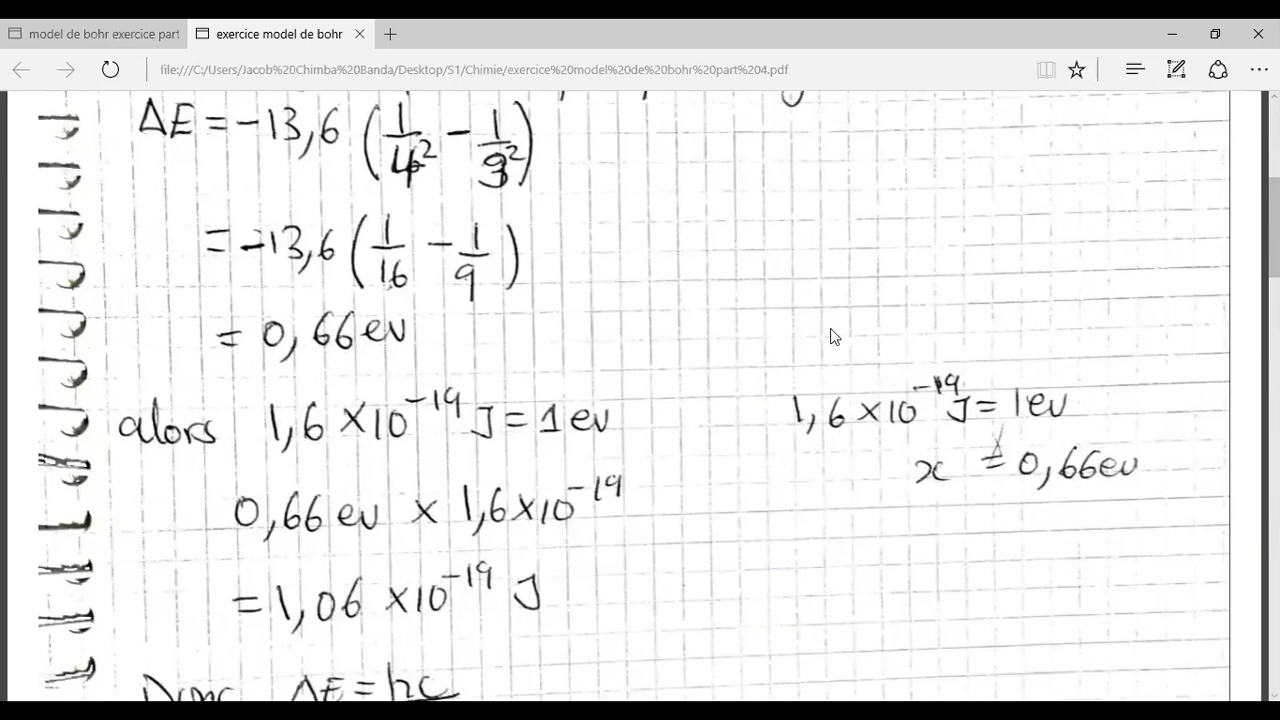 model de bohr exercice part
exercice model de bohr
file:///C:/Users/Jacob%20Chimba%20Banda/Desktop/S1/Chimie/exercice%20model%20de%20bohr%20part%204.pdf
ΔE = -13,6 (1/4² - 1/3²)
= -13,6 (1/16 - 1/9)
= 0,66 ev
alors 1,6 × 10⁻¹⁹ J = 1 ev
1,6 × 10⁻¹⁹ J = 1 ev
x = 0,66 ev
0,66 ev × 1,6 × 10⁻¹⁹
= 1,06 × 10⁻¹⁹ J
Donc ΔE = hc